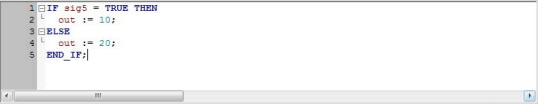 1 IF sig5 = TRUE THEN
2 out := 10;
3 ELSE
4 out := 20;
5 END_IF;